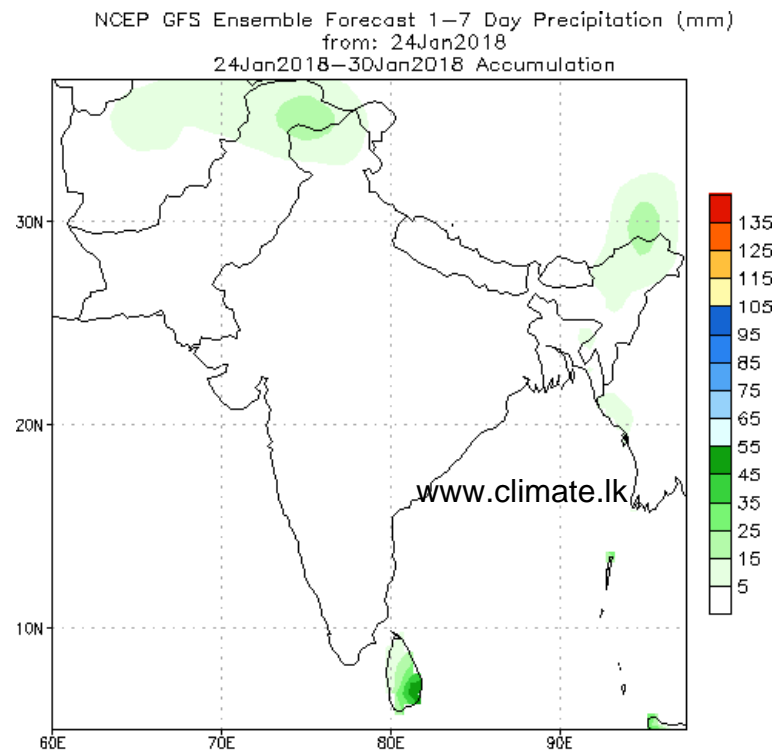 NCEP GFS Ensemble Forecast 1–7 Day Precipitation (mm)
from: 24Jan2018
24Jan2018–30Jan2018 Accumulation
30N
20N
10N
60E
70E
80E
90E
www.climate.lk
135
125
115
105
95
85
75
65
55
45
35
25
15
5